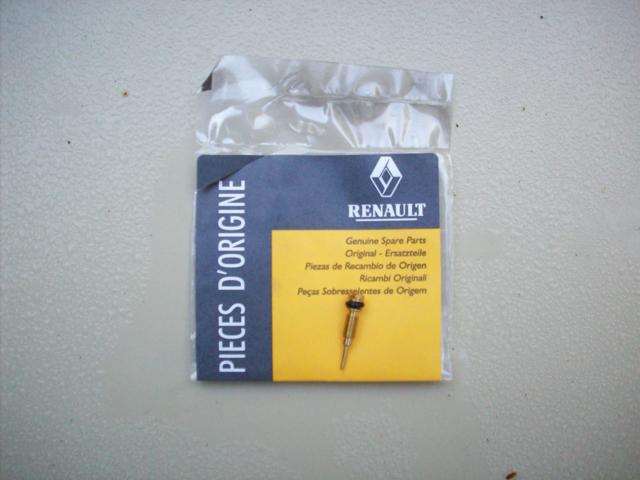 PIECES D'ORIGINE
RENAULT
Genuine Spare Parts
Original - Ersatzteile
Piezas de Recambio de Origen
Ricambi Originali
Peças Sobresselentes de Origem